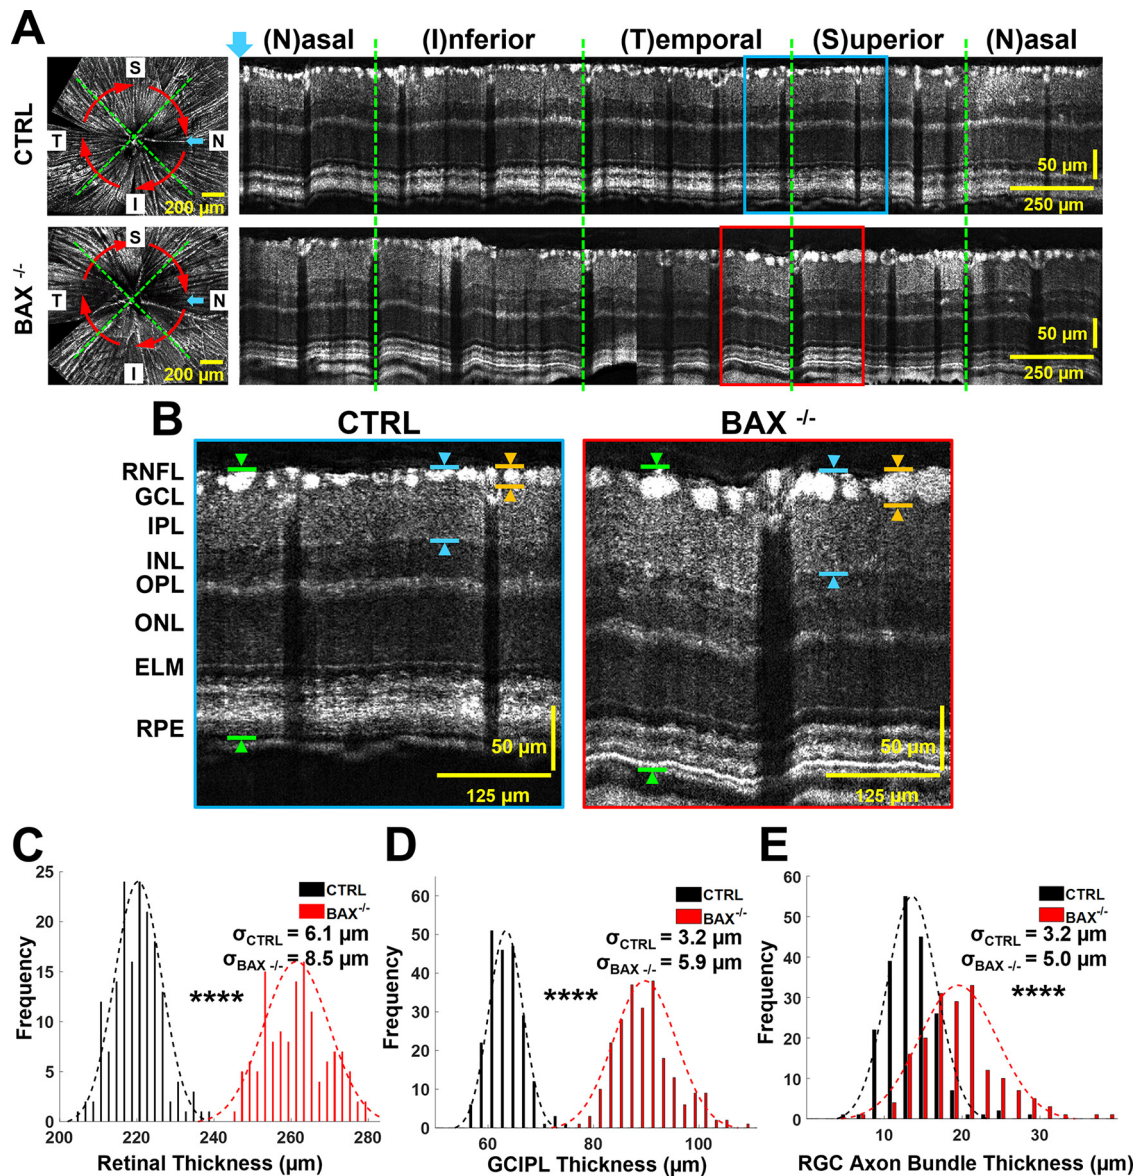 A
(N)asal
(I)nferior
(T)emporal
(S)uperior
(N)asal
CTRL
S
T
N
I
200 µm
50 µm
250 µm
BAX -/-
S
T
N
I
200 µm
50 µm
250 µm
B
CTRL
BAX -/-
RNFL
GCL
IPL
INL
OPL
ONL
ELM
RPE
50 µm
125 µm
50 µm
125 µm
C
Frequency
25
20
15
10
5
0
200
220
240
260
280
Retinal Thickness (µm)
CTRL
BAX-/-
σCTRL = 6.1 µm
σBAX -/- = 8.5 µm
****
D
Frequency
60
50
40
30
20
10
0
60
80
100
GCIPL Thickness (µm)
CTRL
BAX-/-
σCTRL = 3.2 µm
σBAX -/- = 5.9 µm
****
E
Frequency
60
50
40
30
20
10
0
10
20
30
RGC Axon Bundle Thickness (µm)
CTRL
BAX-/-
σCTRL = 3.2 µm
σBAX -/- = 5.0 µm
****